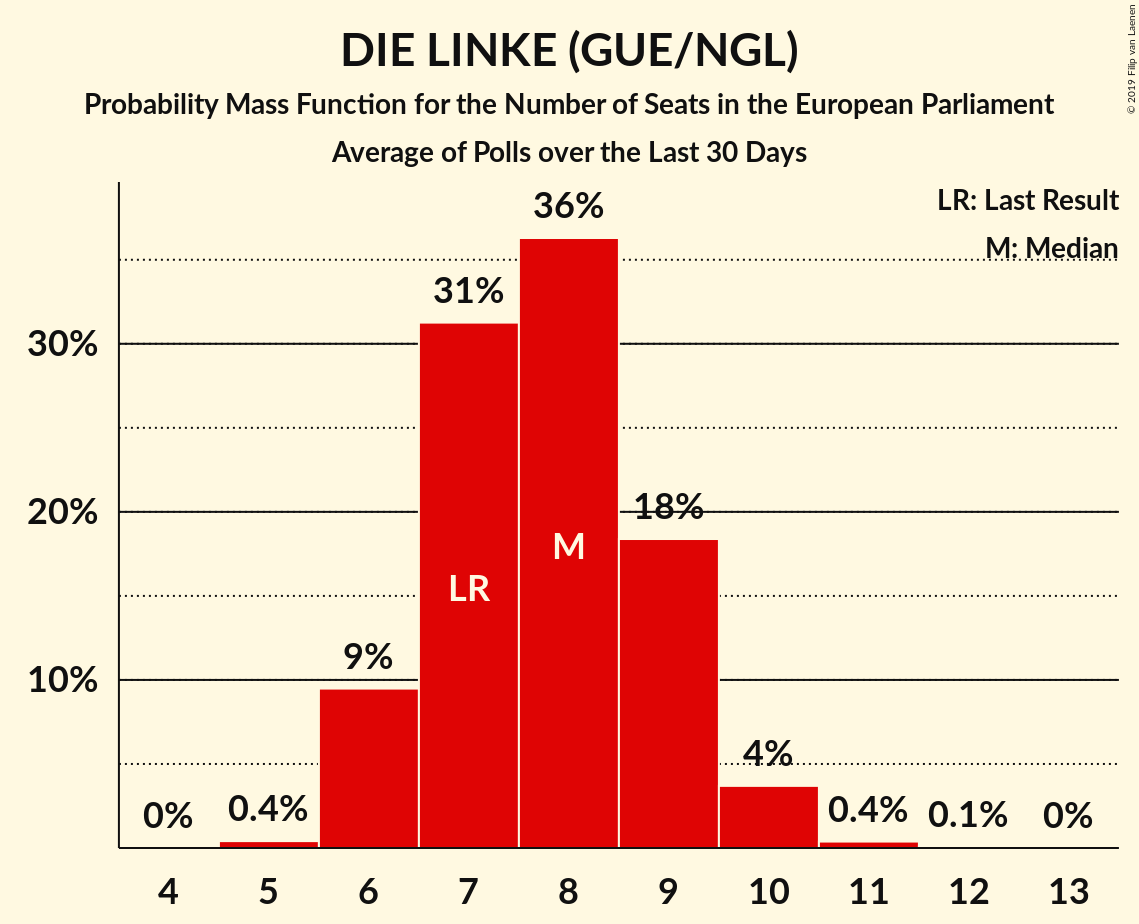 DIE LINKE (GUE/NGL)
Probability Mass Function for the Number of Seats in the European Parliament
Average of Polls over the Last 30 Days
© 2019 Filip van Laenen
LR: Last Result
M: Median
36%
31%
30%
18%
20%
M
LR
9%
10%
4%
0%
0.4%
0.4%
0.1%
0%
4 5 6 7 8 9 10 11 12 13